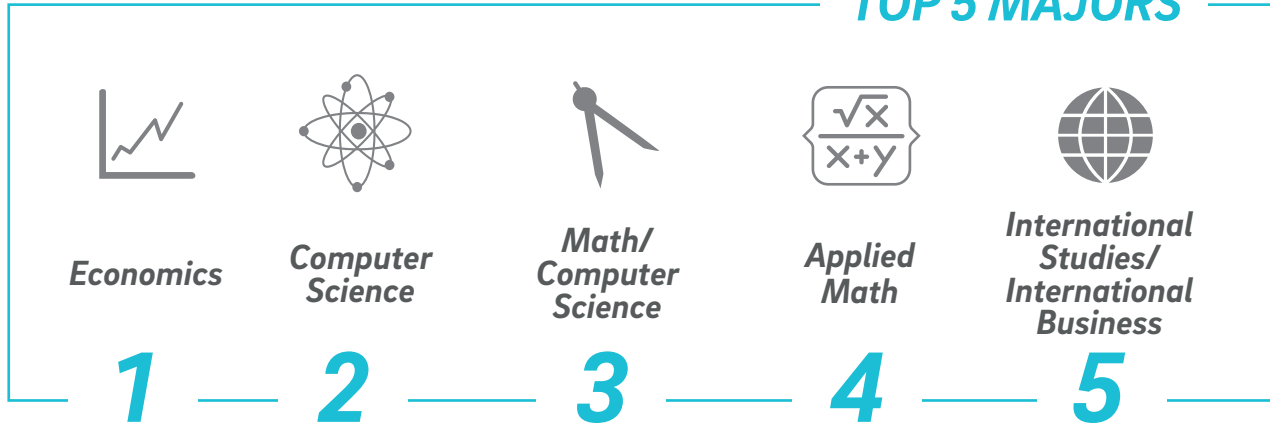 TOP 5 MAJORS
√x
x+y
Economics
Computer
Science
Math/
Computer
Science
Applied
Math
International
Studies/
International
Business
1
2
3
4
5